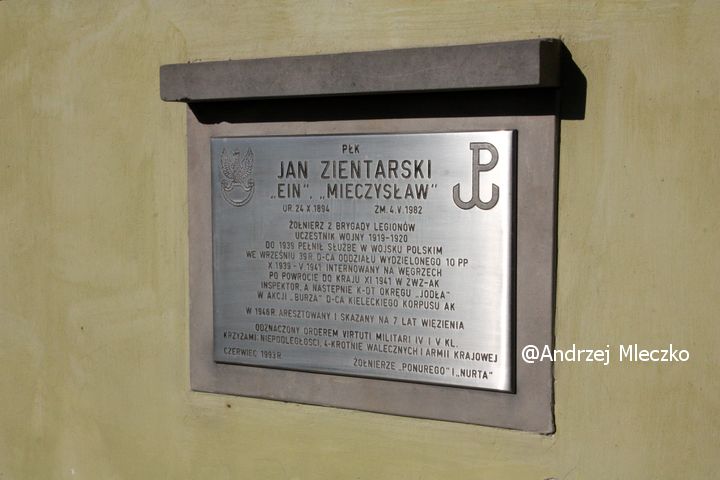 PŁK
JAN ZIENTARSKI
„EIN”, „MIECZYSŁAW”
UR. 24 X 1894 ZM. 4. V. 1982
ŻOŁNIERZ 2 BRYGADY LEGIONÓW
UCZESTNIK WOJNY 1919-1920
DO 1939 PEŁNIŁ SŁUŻBĘ W WOJSKU POLSKIM
WE WRZEŚNIU 39 R. D-CA ODDZIAŁU WYDZIELONEGO 10 PP
X 1939 - V 1941 INTERNOWANY NA WĘGRZECH
PO POWROCIE DO KRAJU XI 1941 W ZWZ-AK
INSPEKTOR, A NASTĘPNIE K-DT OKRĘGU „JODŁA”
W AKCJI „BURZA” D-CA KIELECKIEGO KORPUSU AK
W 1948 R. ARESZTOWANY I SKAZANY NA 7 LAT WIĘZIENIA
ODZNACZONY ORDEREM VIRTUTI MILITARI IV I V KL.
KRZYŻAMI: NIEPODLEGŁOŚCI, 4-KROTNIE WALECZNYCH I ARMII KRAJOWEJ
CZERWIEC 1993 R. ŻOŁNIERZE „PONUREGO” I „NURTA”
@Andrzej Mleczko